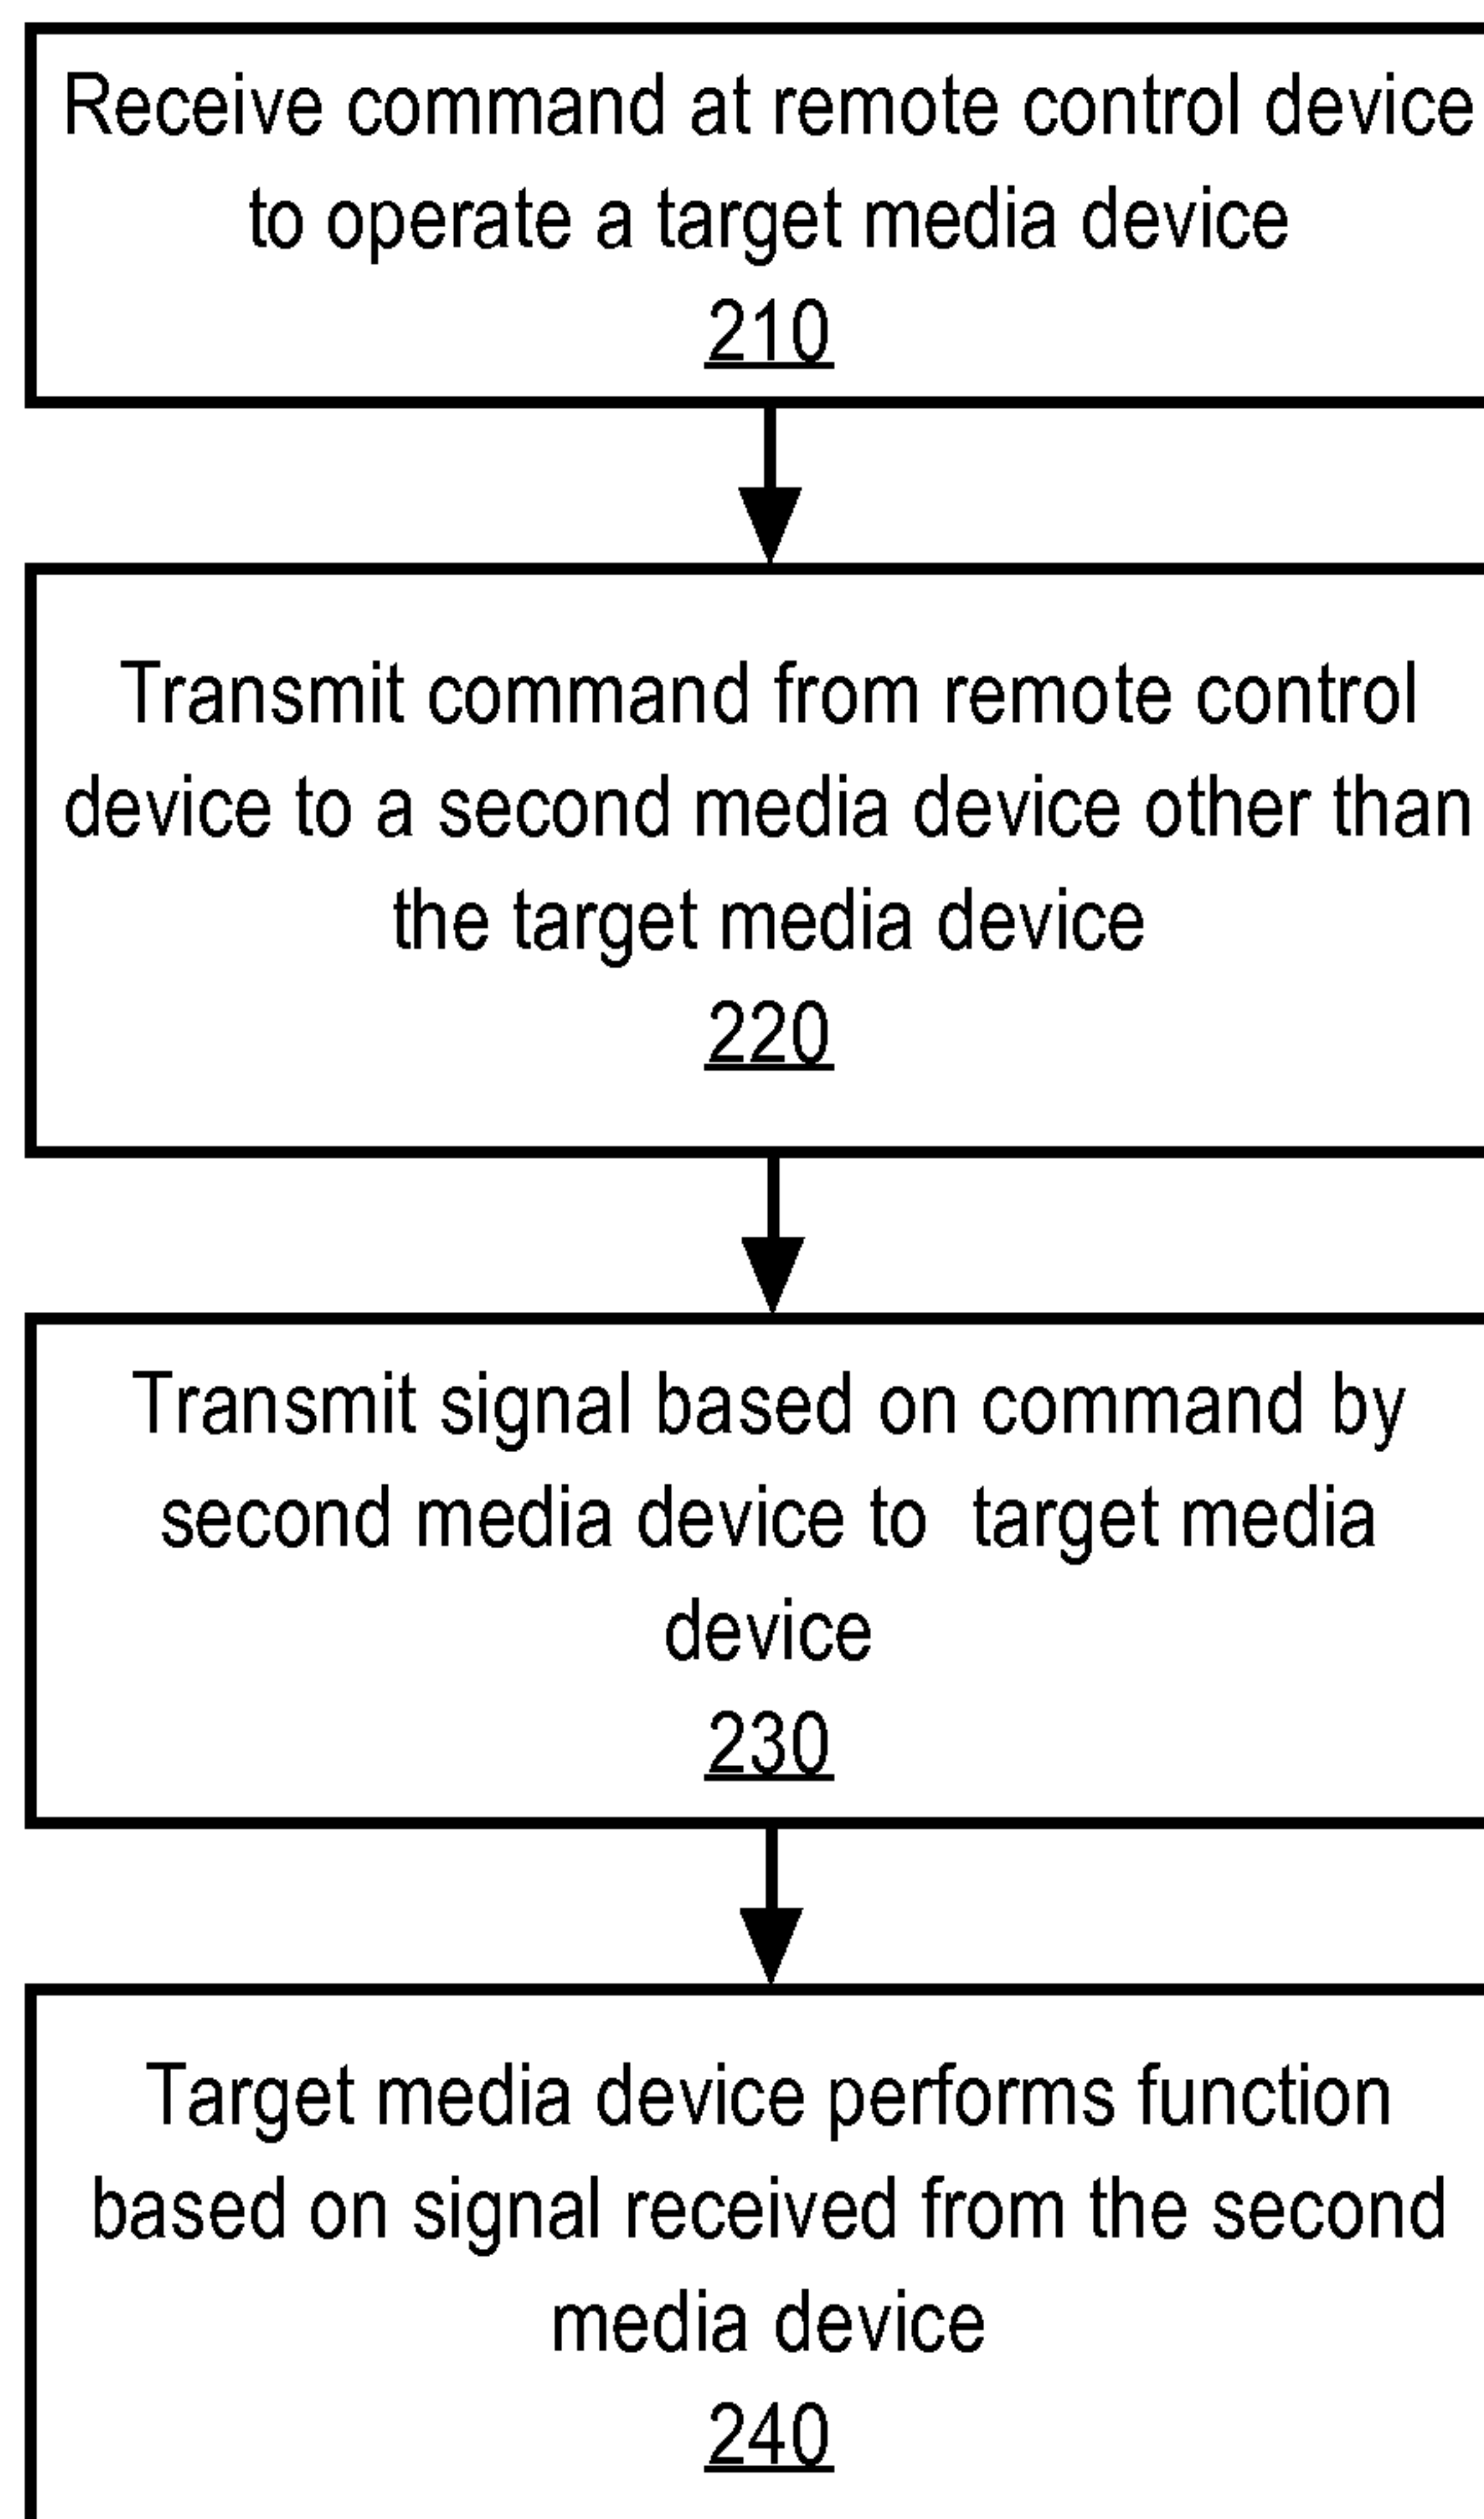 Receive command at remote control device
to operate a target media device
210
Transmit command from remote control
device to a second media device other than
the target media device
220
Transmit signal based on command by
second media device to target media
device
230
Target media device performs function
based on signal received from the second
media device
240